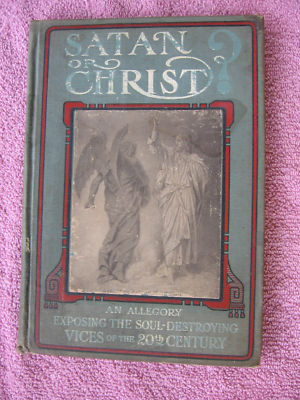 SATAN
OR
CHRIST?
AN ALLEGORY
EXPOSING THE SOUL-DESTROYING
VICES OF THE 20th CENTURY